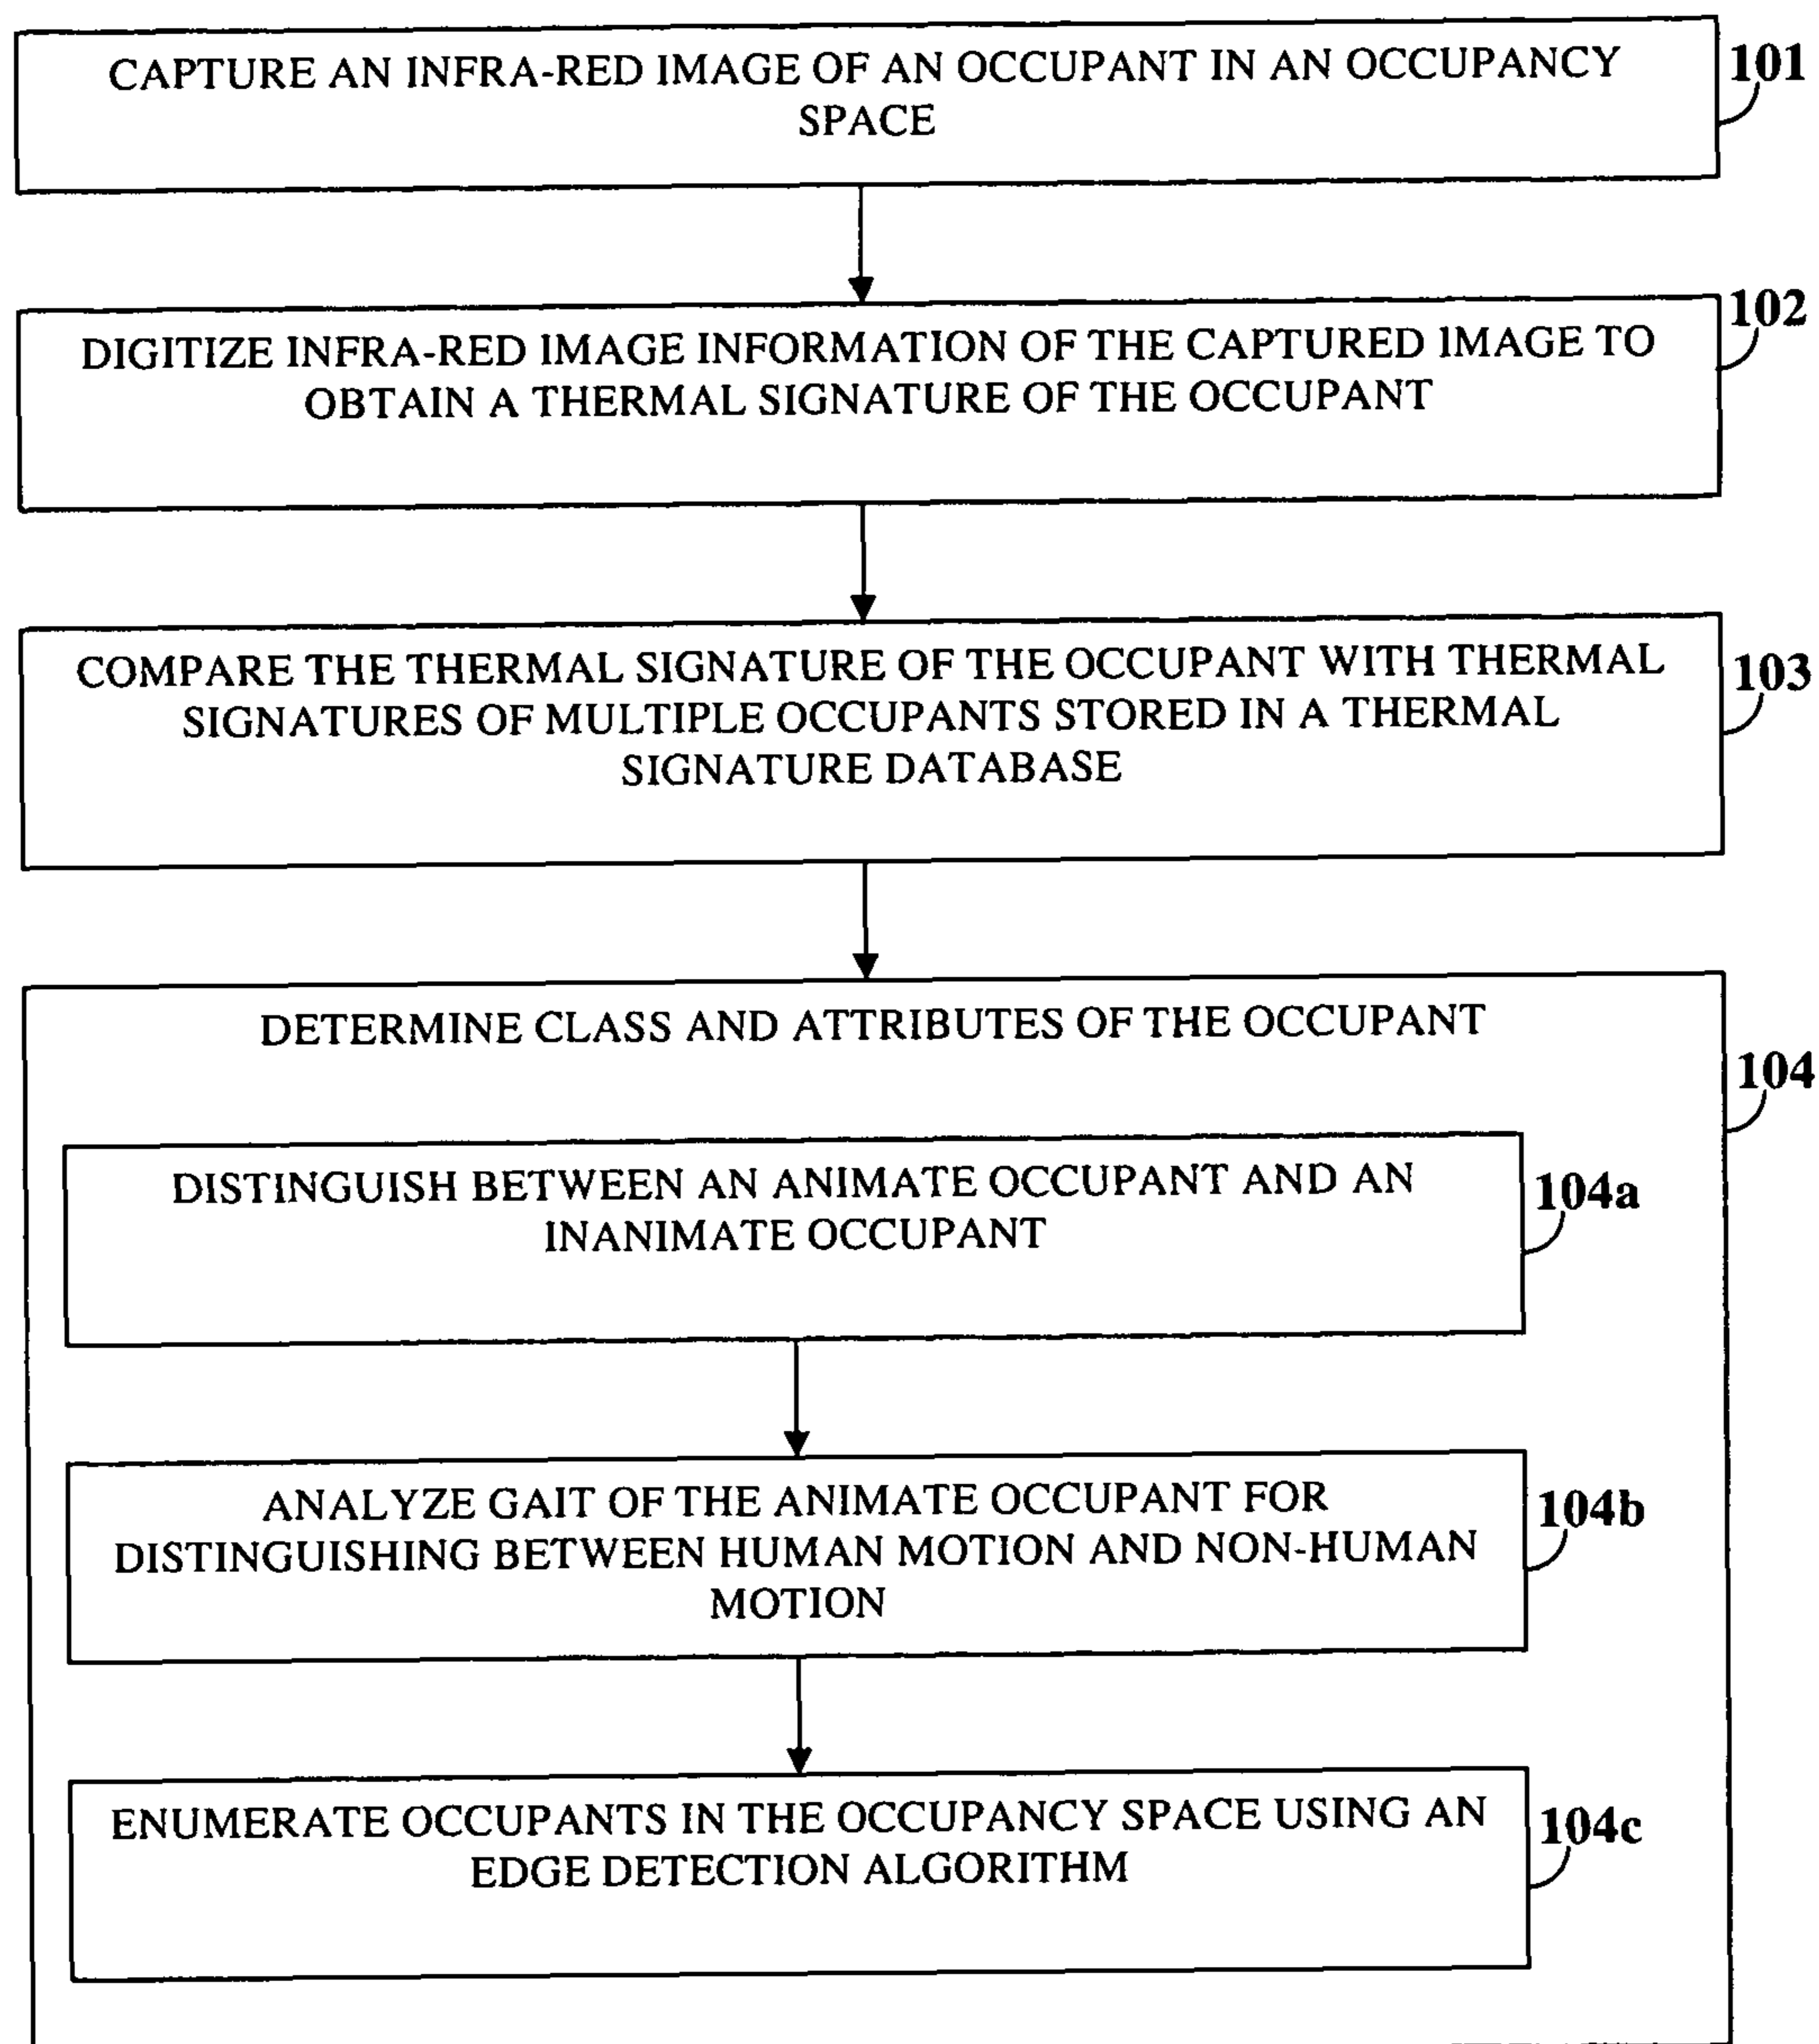 CAPTURE AN INFRA-RED IMAGE OF AN OCCUPANT IN AN OCCUPANCY
SPACE
101
DIGITIZE INFRA-RED IMAGE INFORMATION OF THE CAPTURED IMAGE TO
OBTAIN A THERMAL SIGNATURE OF THE OCCUPANT
102
COMPARE THE THERMAL SIGNATURE OF THE OCCUPANT WITH THERMAL
SIGNATURES OF MULTIPLE OCCUPANTS STORED IN A THERMAL
SIGNATURE DATABASE
103
DETERMINE CLASS AND ATTRIBUTES OF THE OCCUPANT
104
DISTINGUISH BETWEEN AN ANIMATE OCCUPANT AND AN
INANIMATE OCCUPANT
104a
ANALYZE GAIT OF THE ANIMATE OCCUPANT FOR
DISTINGUISHING BETWEEN HUMAN MOTION AND NON-HUMAN
MOTION
104b
ENUMERATE OCCUPANTS IN THE OCCUPANCY SPACE USING AN
EDGE DETECTION ALGORITHM
104c